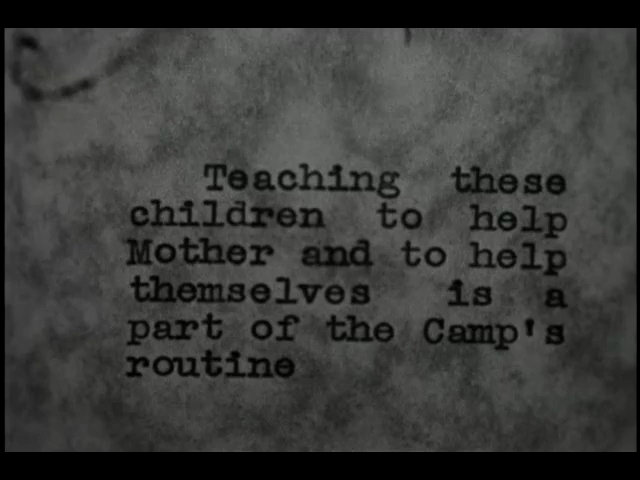 Teaching these
children to help
Mother and to help
themselves is a
part of the Camp's
routine